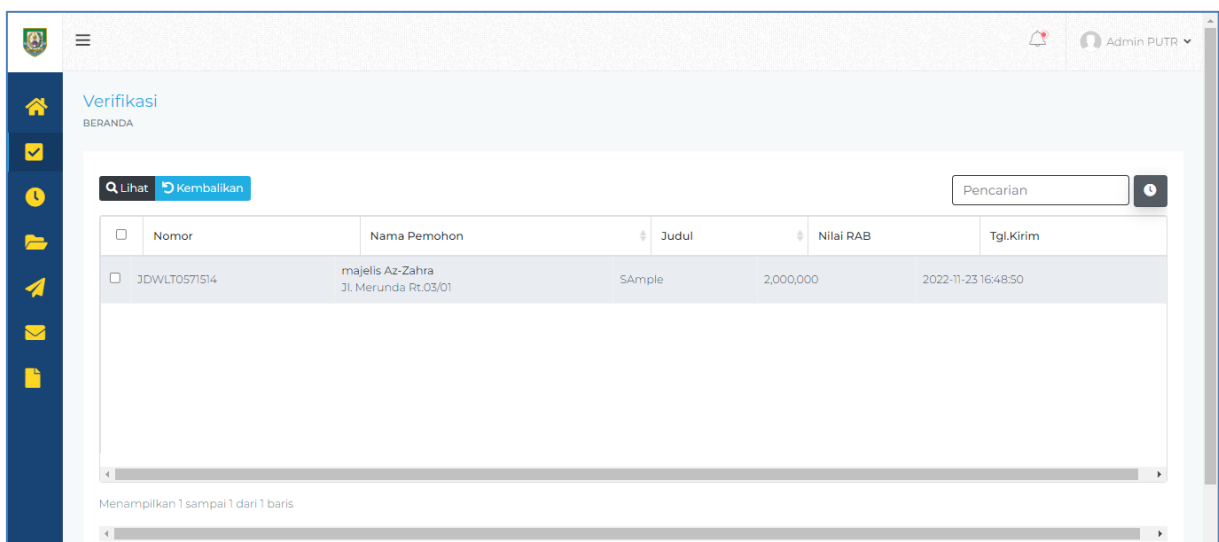 Admin PUTR
Verifikasi
BERANDA
Lihat Kembalikan Pencarian
Nomor Nama Pemohon Judul Nilai RAB Tgl.Kirim
JDWLT0571514 majelis Az-Zahra SAmple 2,000,000 2022-11-23 16:48:50
Jl. Merunda Rt.03/01
Menampilkan 1 sampai 1 dari 1 baris